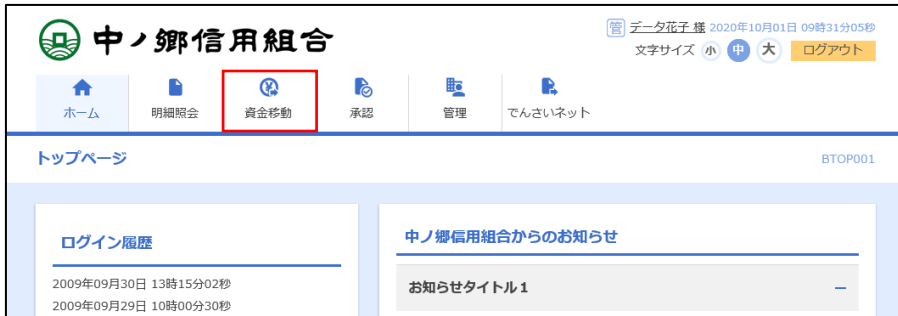 中ノ郷信用組合
管 データ花子 様 2020年10月01日 09時31分05秒
文字サイズ 小 中 大 ログアウト
ホーム 明細照会 資金移動 承認 管理 でんさいネット
トップページ BTOP001
ログイン履歴
2009年09月30日 13時15分02秒
2009年09月29日 10時00分30秒
中ノ郷信用組合からのお知らせ
お知らせタイトル1